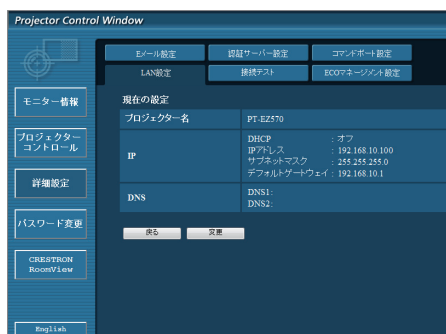 Projector Control Window
Eメール設定 認証サーバー設定 コマンドポート設定
LAN設定 接続テスト ECOマネージメント設定
モニター情報
プロジェクター
コントロール
詳細設定
パスワード変更
CRESTRON
RoomView
English
現在の設定
プロジェクター名 PT-EZ570
IP
DHCP : オフ
IPアドレス : 192.168.10.100
サブネットマスク : 255.255.255.0
デフォルトゲートウェイ : 192.168.10.1
DNS
DNS1:
DNS2:
戻る 変更